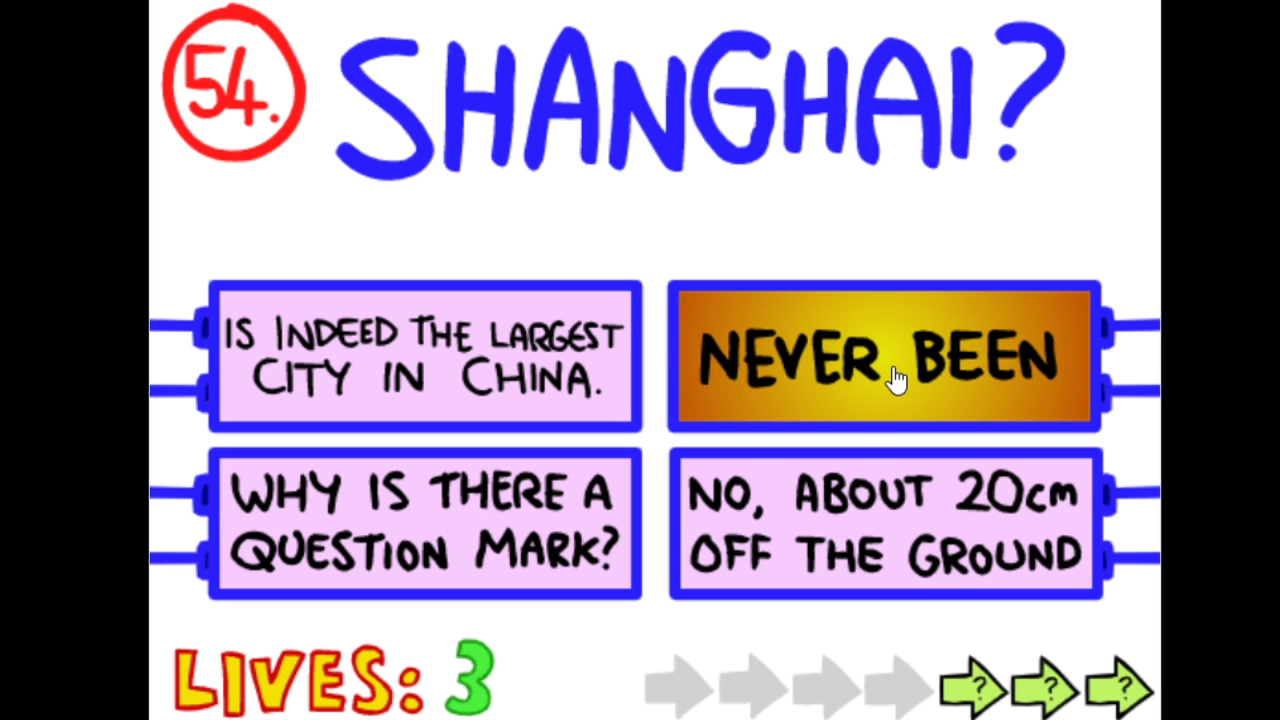 54. SHANGHAI?
IS INDEED THE LARGEST
CITY IN CHINA.
NEVER BEEN
WHY IS THERE A
QUESTION MARK?
NO, ABOUT 20cm
OFF THE GROUND
LIVES: 3
? ? ?